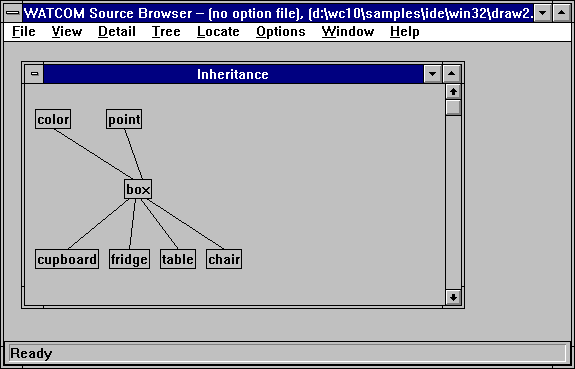 WATCOM Source Browser – (no option file), (d:\wc10\samples\ide\win32\draw2.
File View Detail Tree Locate Options Window Help
Inheritance
color point
box
cupboard fridge table chair
Ready